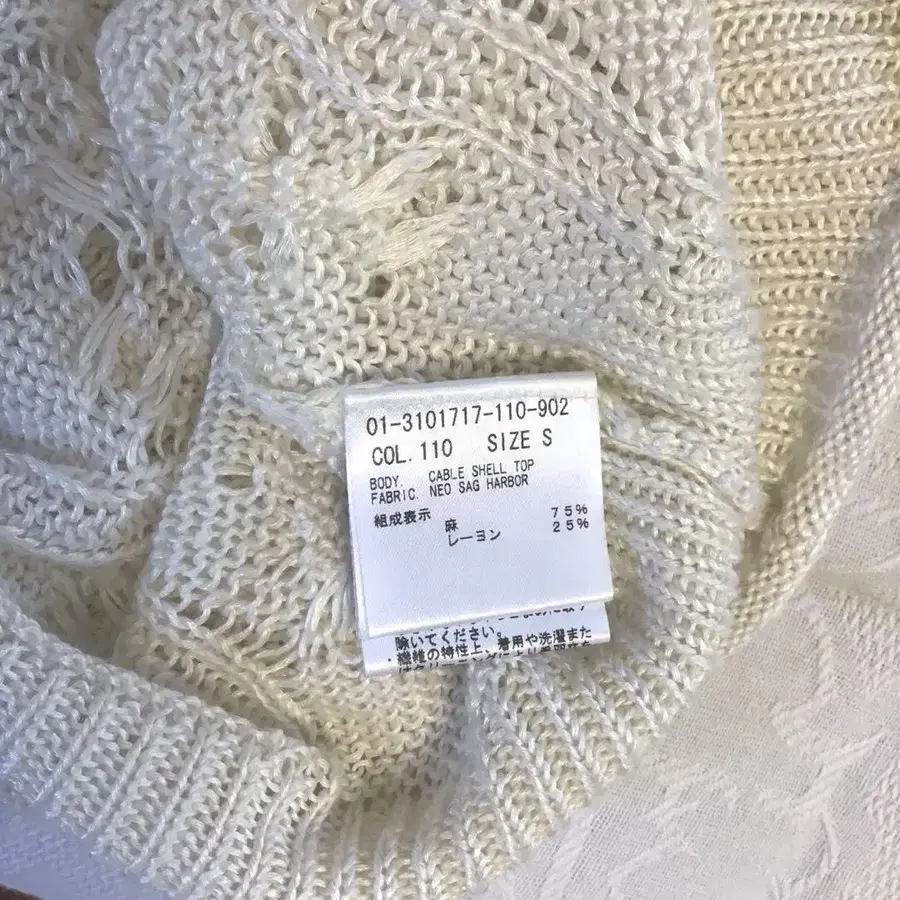 01-3101717-110-902
COL. 110 SIZE S
BODY. CABLE SHELL TOP
FABRIC. NEO SAG HARBOR
組成表示
麻 75%
レーヨン 25%
除いてください。
・繊維の特性上、着用や洗濯また